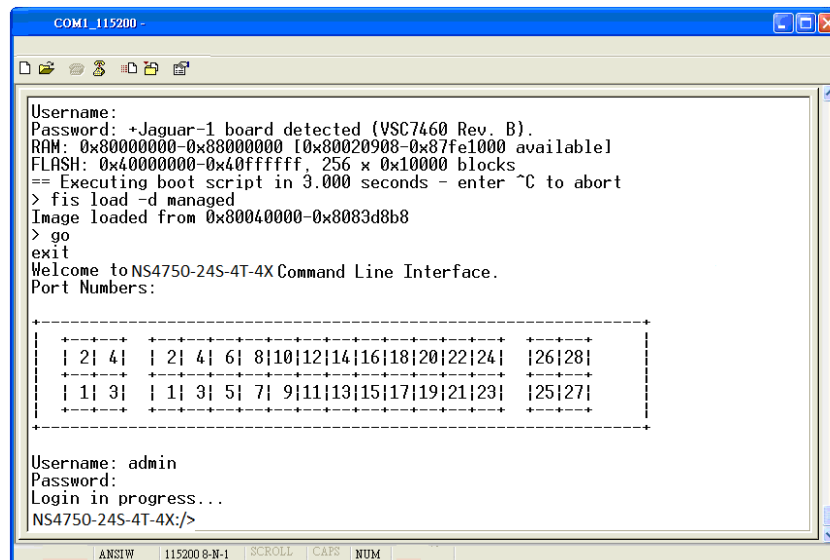 COM1_115200 -
Username:
Password: +Jaguar-1 board detected (VSC7460 Rev. B).
RAM: 0x80000000-0x88000000 [0x80020908-0x87fe1000 available]
FLASH: 0x40000000-0x40ffffff, 256 x 0x10000 blocks
== Executing boot script in 3.000 seconds - enter ^C to abort
> fis load -d managed
Image loaded from 0x80040000-0x8083d8b8
> go
exit
Welcome to NS4750-24S-4T-4X Command Line Interface.
Port Numbers:
+-------------------------------------------------------------+
| +--+--+ +--+--+--+--+--+--+--+--+--+--+--+--+ +--+--+ |
| | 2| 4| | 2| 4| 6| 8|10|12|14|16|18|20|22|24| |26|28| |
| +--+--+ +--+--+--+--+--+--+--+--+--+--+--+--+ +--+--+ |
| | 1| 3| | 1| 3| 5| 7| 9|11|13|15|17|19|21|23| |25|27| |
| +--+--+ +--+--+--+--+--+--+--+--+--+--+--+--+ +--+--+ |
+-------------------------------------------------------------+
Username: admin
Password:
Login in progress...
NS4750-24S-4T-4X:/>
ANSIW 115200 8-N-1 SCROLL CAPS NUM